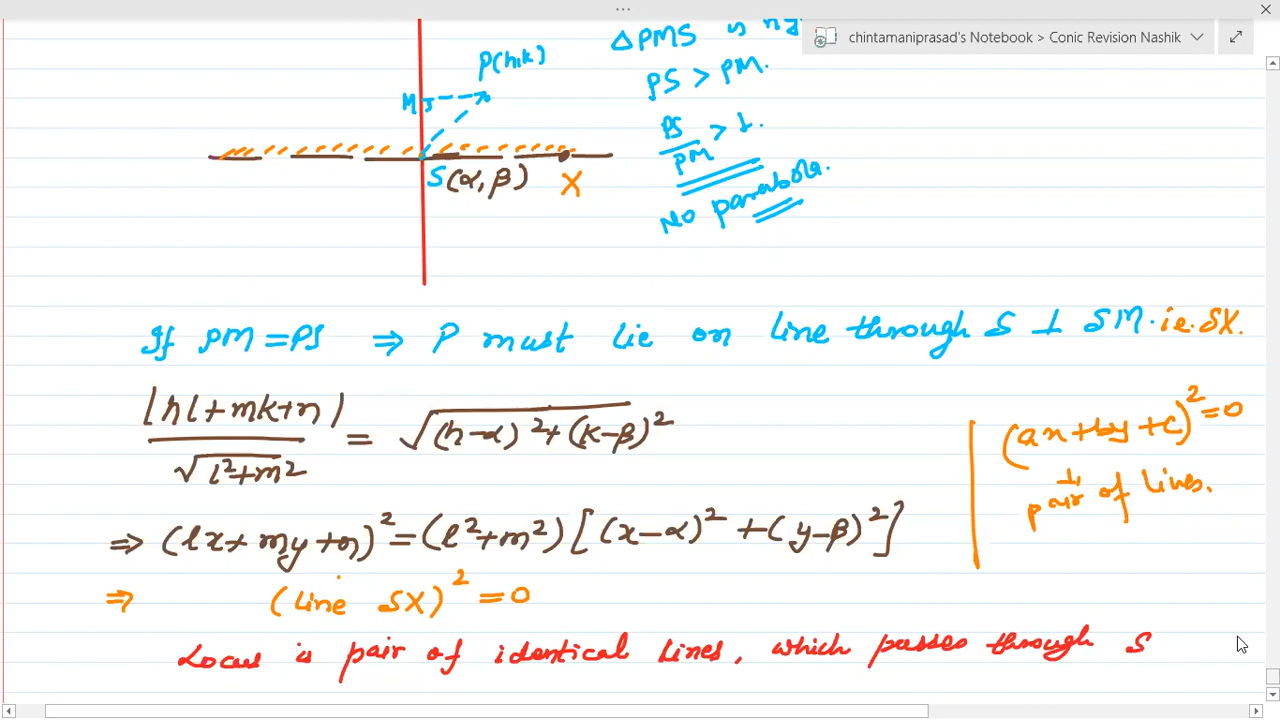 chintamaniprasad's Notebook > Conic Revision Nashik
△PMS is
P(h,k)
PS > PM.
M
PS/PM > 1.
S(α, β)
X
No parabola.
If PM = PS ⇒ P must lie on line through S ⊥ SM. i.e. SX.
|hl+mk+n|/√(l²+m²) = √((h-α)²+(k-β)²)
(ax+by+c)²=0
pair of lines.
⇒ (lx+my+n)² = (l²+m²)[(x-α)²+(y-β)²]
⇒ (line SX)² = 0
Locus is pair of identical lines, which passes through S